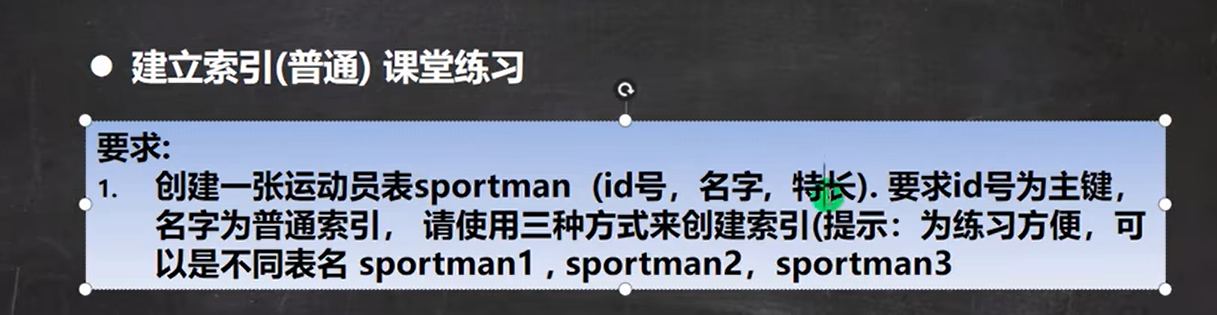 ● 建立索引(普通) 课堂练习
要求:
1. 创建一张运动员表sportman（id号，名字, 特长). 要求id号为主键，
名字为普通索引， 请使用三种方式来创建索引(提示：为练习方便，可
以是不同表名 sportman1 , sportman2，sportman3